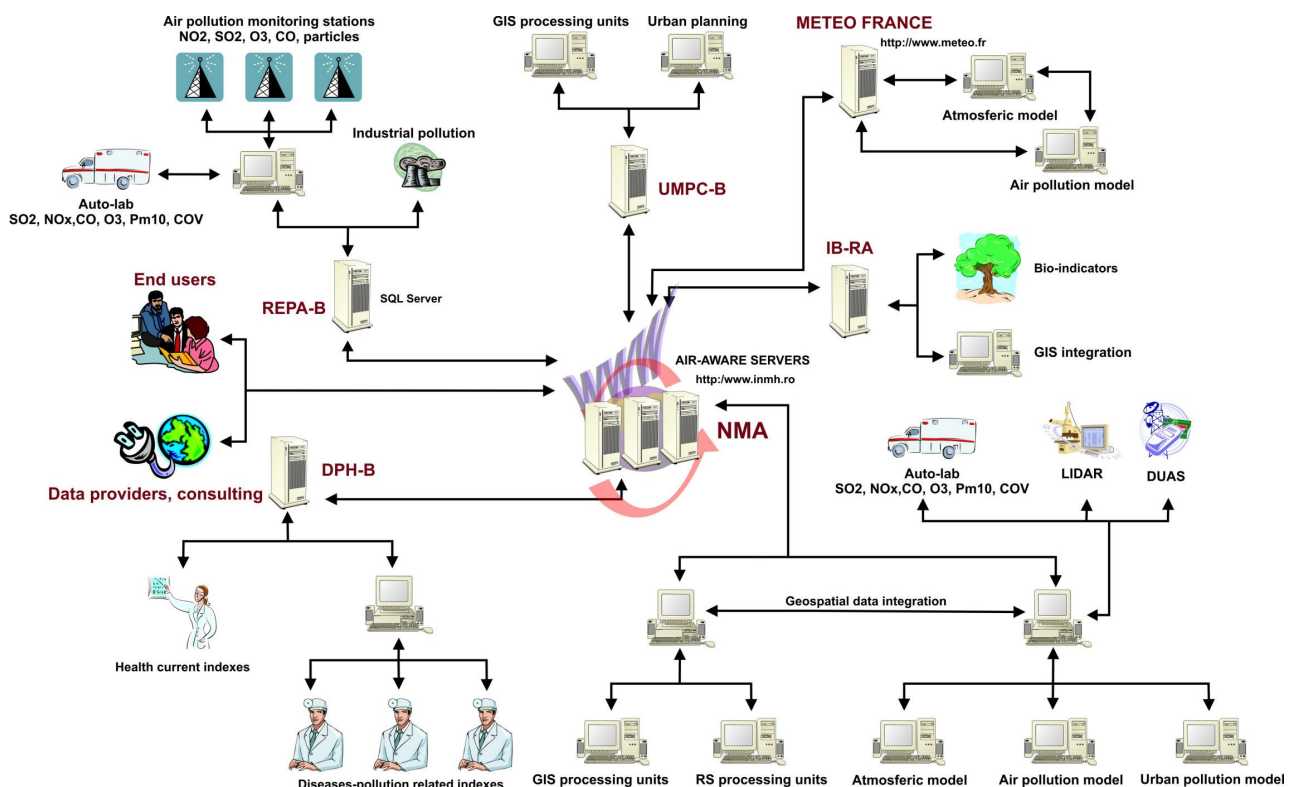 Air pollution monitoring stations
NO2, SO2, O3, CO, particles
GIS processing units
Urban planning
METEO FRANCE
http://www.meteo.fr
Atmosferic model
Air pollution model
Industrial pollution
Auto-lab
SO2, NOx,CO, O3, Pm10, COV
UMPC-B
IB-RA
Bio-indicators
GIS integration
End users
REPA-B
SQL Server
WWW
AIR-AWARE SERVERS
http:/www.inmh.ro
NMA
Data providers, consulting
DPH-B
Auto-lab
SO2, NOx,CO, O3, Pm10, COV
LIDAR
DUAS
Geospatial data integration
Health current indexes
Diseases-pollution related indexes
GIS processing units
RS processing units
Atmosferic model
Air pollution model
Urban pollution model